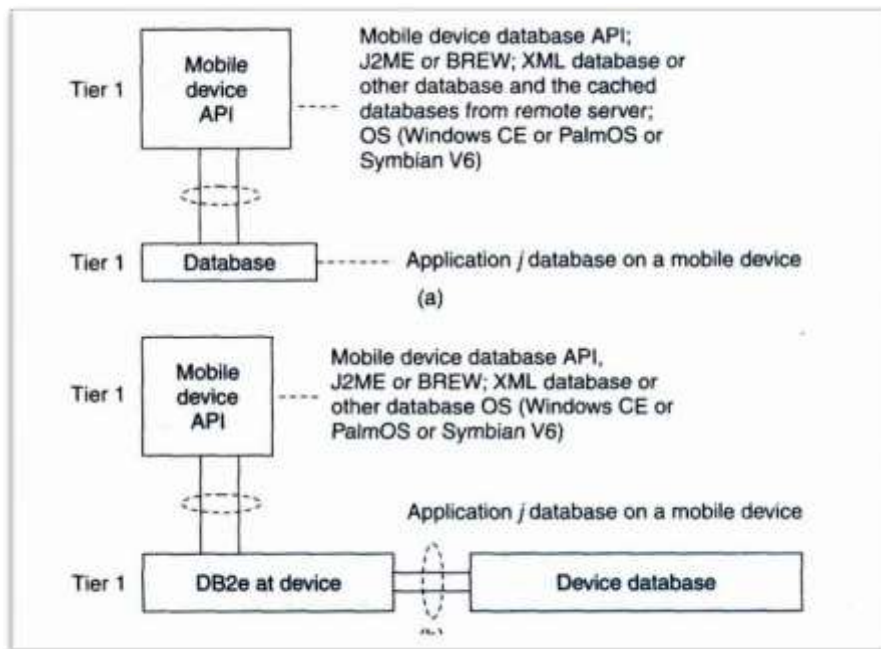 Mobile
device
API
Tier 1
Mobile device database API;
J2ME or BREW; XML database or
other database and the cached
databases from remote server;
OS (Windows CE or PalmOS or
Symbian V6)
Tier 1
Database
Application j database on a mobile device
(a)
Mobile
device
API
Tier 1
Mobile device database API,
J2ME or BREW; XML database or
other database OS (Windows CE or
PalmOS or Symbian V6)
Application j database on a mobile device
Tier 1
DB2e at device
Device database